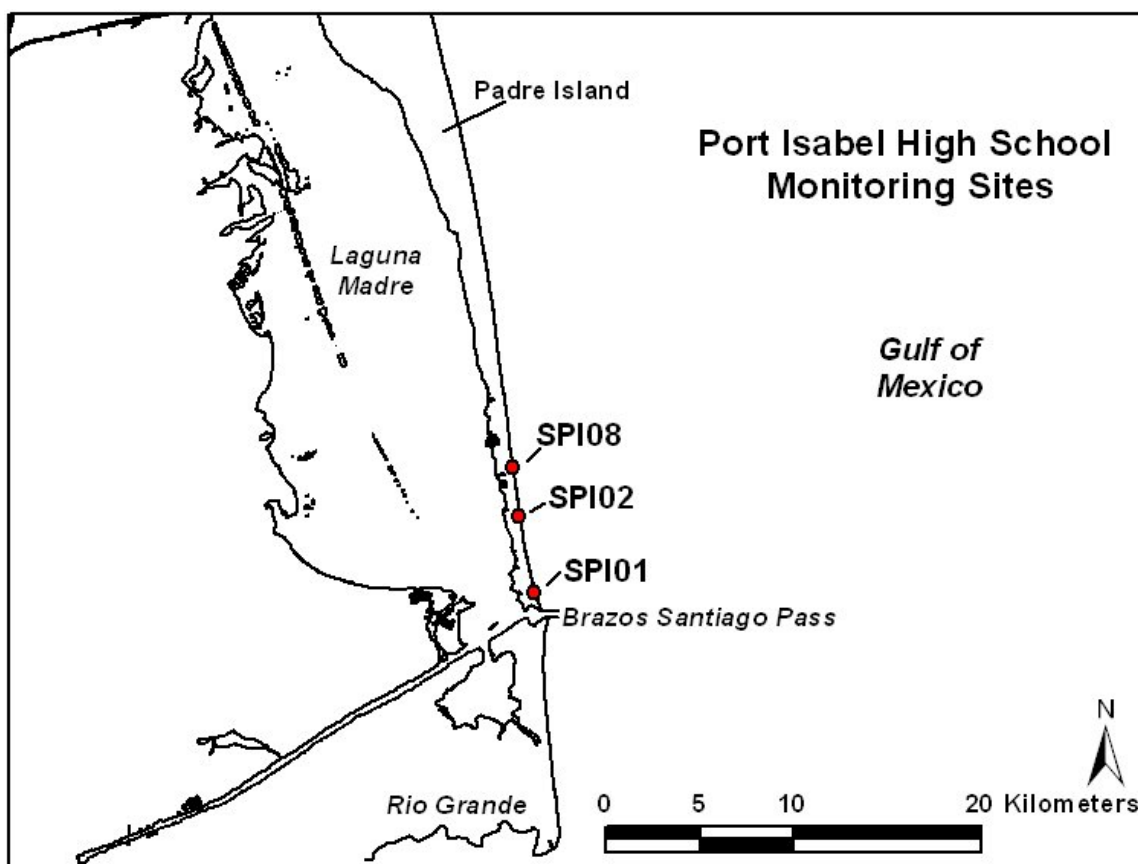 Padre Island
Port Isabel High School
Monitoring Sites
Laguna
Madre
Gulf of
Mexico
SPI08
SPI02
SPI01
Brazos Santiago Pass
N
Rio Grande
0 5 10 20 Kilometers